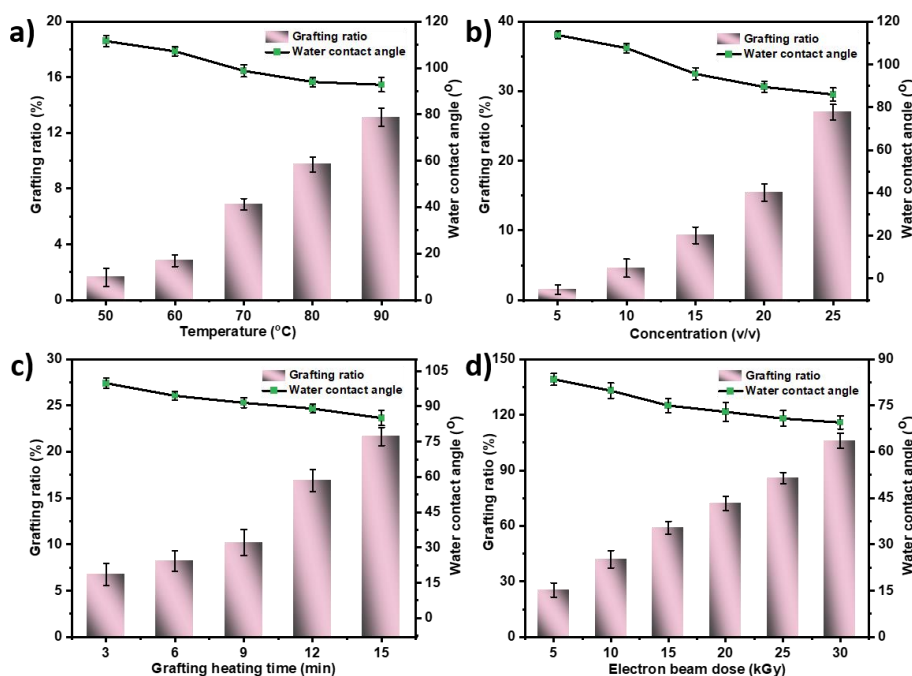 a)
Grafting ratio
Water contact angle
20
16
12
8
4
0
Grafting ratio (%)
120
100
80
60
40
20
0
Water contact angle (O)
50 60 70 80 90
Temperature (oC)
b)
Grafting ratio
Water contact angle
40
30
20
10
0
Grafting ratio (%)
120
100
80
60
40
20
0
Water contact angle (O)
5 10 15 20 25
Concentration (v/v)
c)
Grafting ratio
Water contact angle
30
25
20
15
10
5
0
Grafting ratio (%)
105
90
75
60
45
30
15
0
Water contact angle (O)
3 6 9 12 15
Grafting heating time (min)
d)
Grafting ratio
Water contact angle
150
120
90
60
30
0
Grafting ratio (%)
90
75
60
45
30
15
0
Water contact angle (O)
5 10 15 20 25 30
Electron beam dose (kGy)